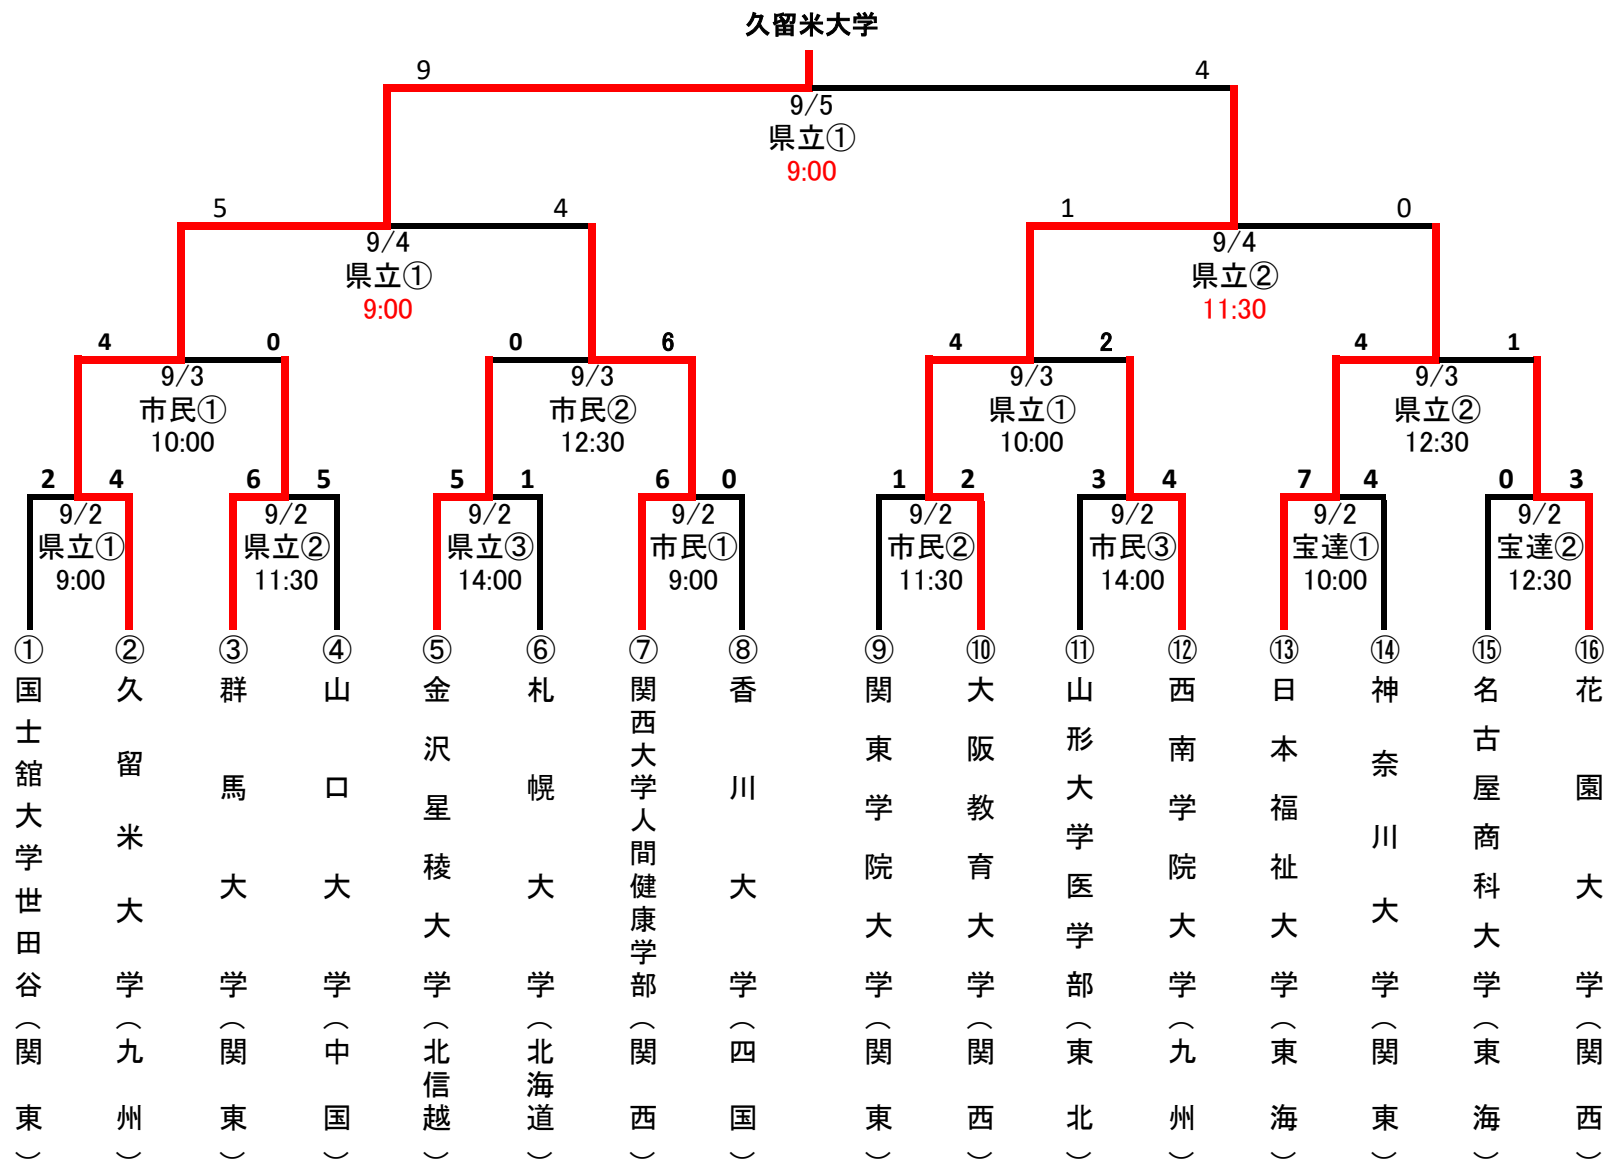 久留米大学
9 4
9/5
県立①
9:00
5 4 1 0
9/4 9/4
県立① 県立②
9:00 11:30
4 0 0 6 4 2 4 1
9/3 9/3 9/3 9/3
市民① 市民② 県立① 県立②
10:00 12:30 10:00 12:30
2 4 6 5 5 1 6 0 1 2 3 4 7 4 0 3
9/2 9/2 9/2 9/2 9/2 9/2 9/2 9/2
県立① 県立② 県立③ 市民① 市民② 市民③ 宝達① 宝達②
9:00 11:30 14:00 9:00 11:30 14:00 10:00 12:30
①国士舘大学世田谷(関東)
②久留米大学(九州)
③群馬大学(関東)
④山口大学(中国)
⑤金沢星稜大学(北信越)
⑥札幌大学(北海道)
⑦関西大学人間健康学部(関西)
⑧香川大学(四国)
⑨関東学院大学(関東)
⑩大阪教育大学(関西)
⑪山形大学医学部(東北)
⑫西南学院大学(九州)
⑬日本福祉大学(東海)
⑭神奈川大学(関東)
⑮名古屋商科大学(東海)
⑯花園大学(関西)